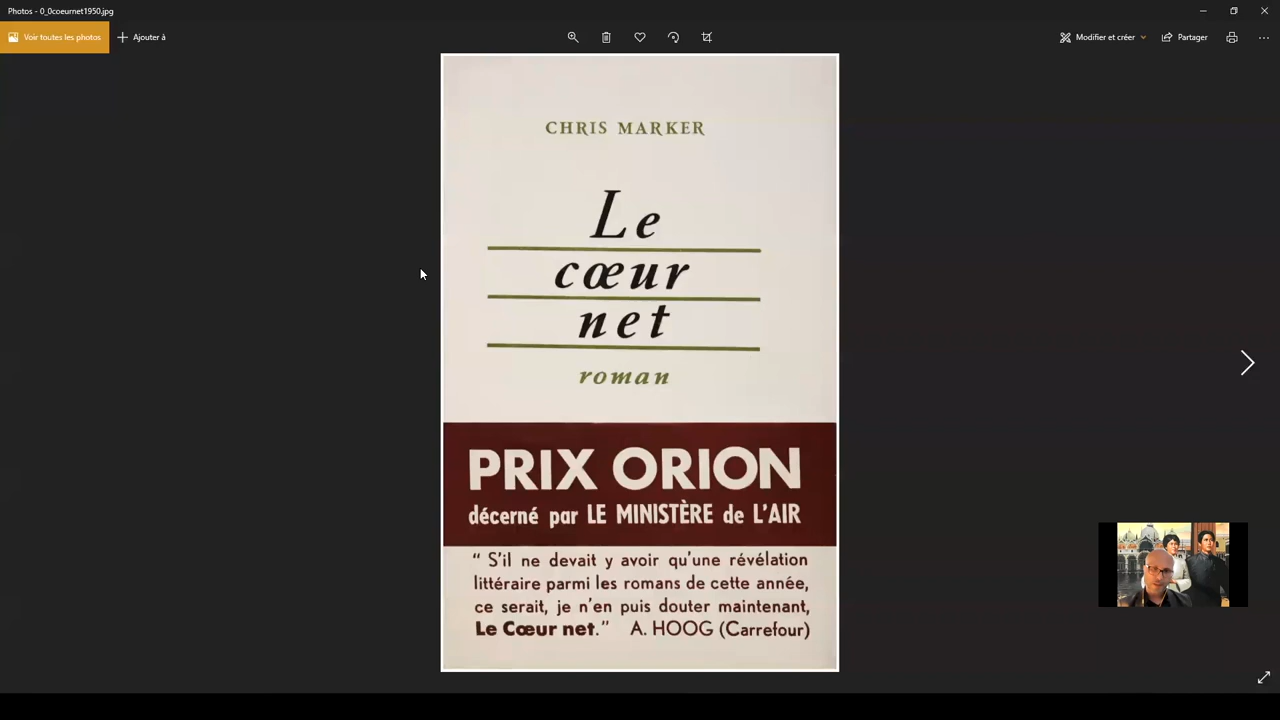 Photos - 0_0coeurnet1950.jpg
Voir toutes les photos
Ajouter à
Modifier et créer
Partager
CHRIS MARKER
Le
cœur
net
roman
PRIX ORION
décerné par LE MINISTÈRE de L'AIR
“ S'il ne devait y avoir qu'une révélation
littéraire parmi les romans de cette année,
ce serait, je n'en puis douter maintenant,
Le Cœur net.” A. HOOG (Carrefour)